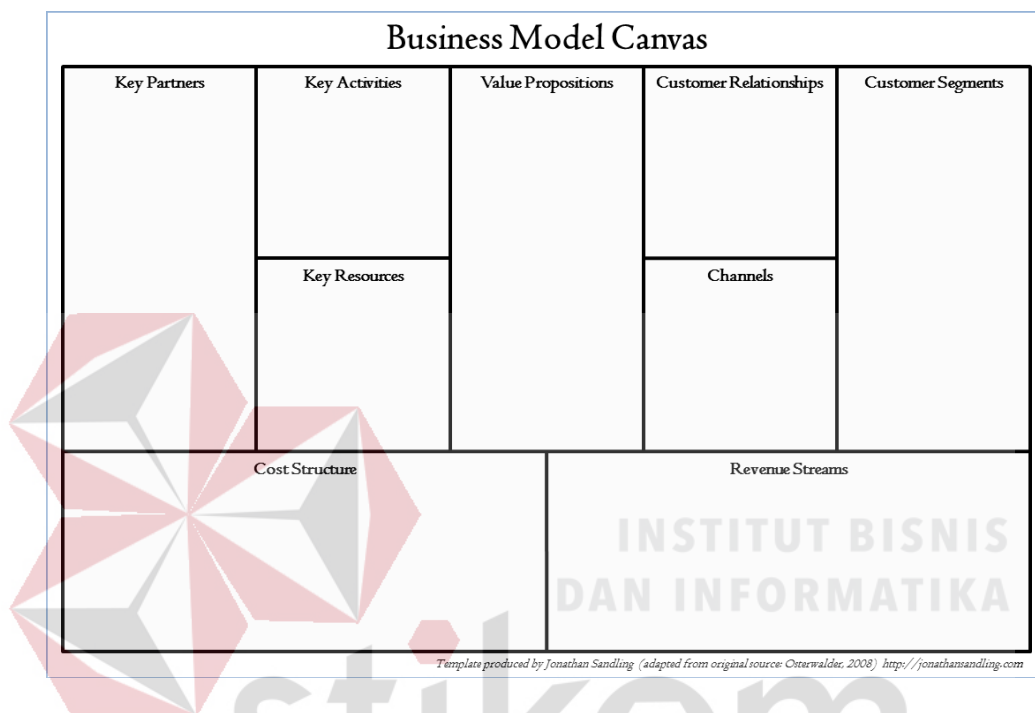 Business Model Canvas
Key Partners
Key Activities
Value Propositions
Customer Relationships
Customer Segments
Key Resources
Channels
Cost Structure
Revenue Streams
INSTITUT BISNIS
DAN INFORMATIKA
Template produced by Jonathan Sandling (adapted from original source: Osterwalder, 2008) http://jonathansandling.com
stikom